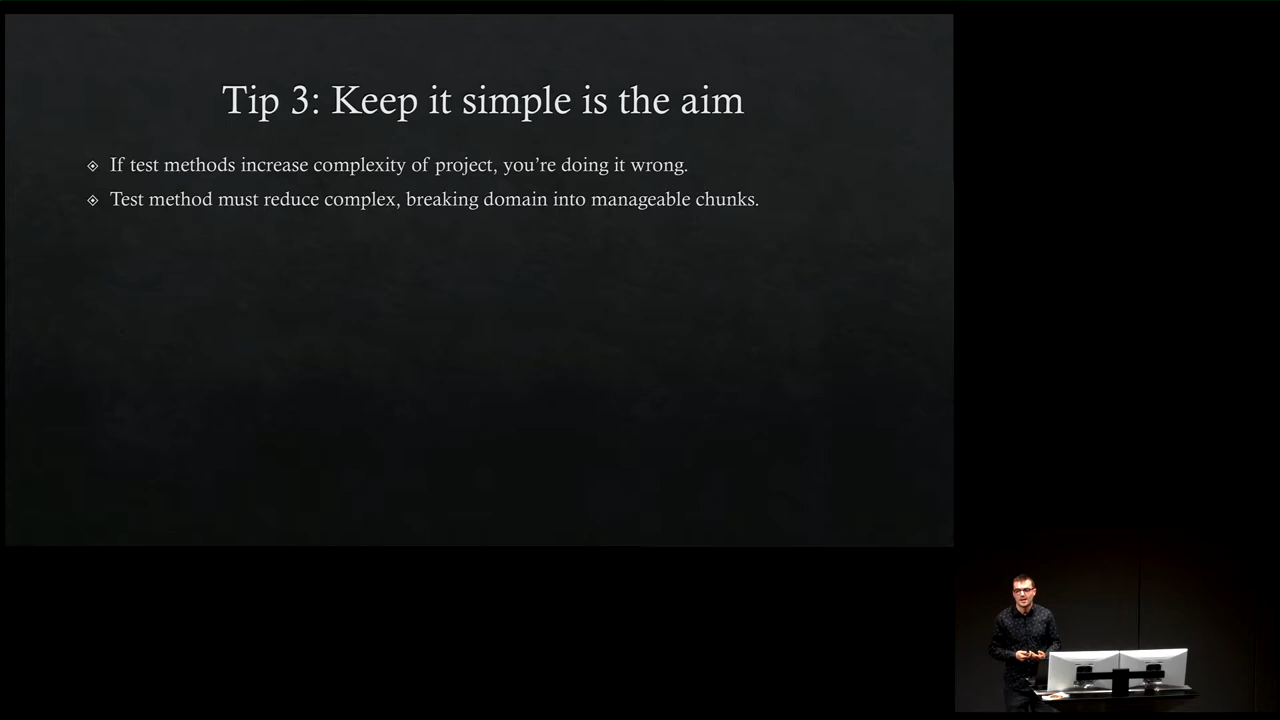 Tip 3: Keep it simple is the aim
If test methods increase complexity of project, you're doing it wrong.
Test method must reduce complex, breaking domain into manageable chunks.